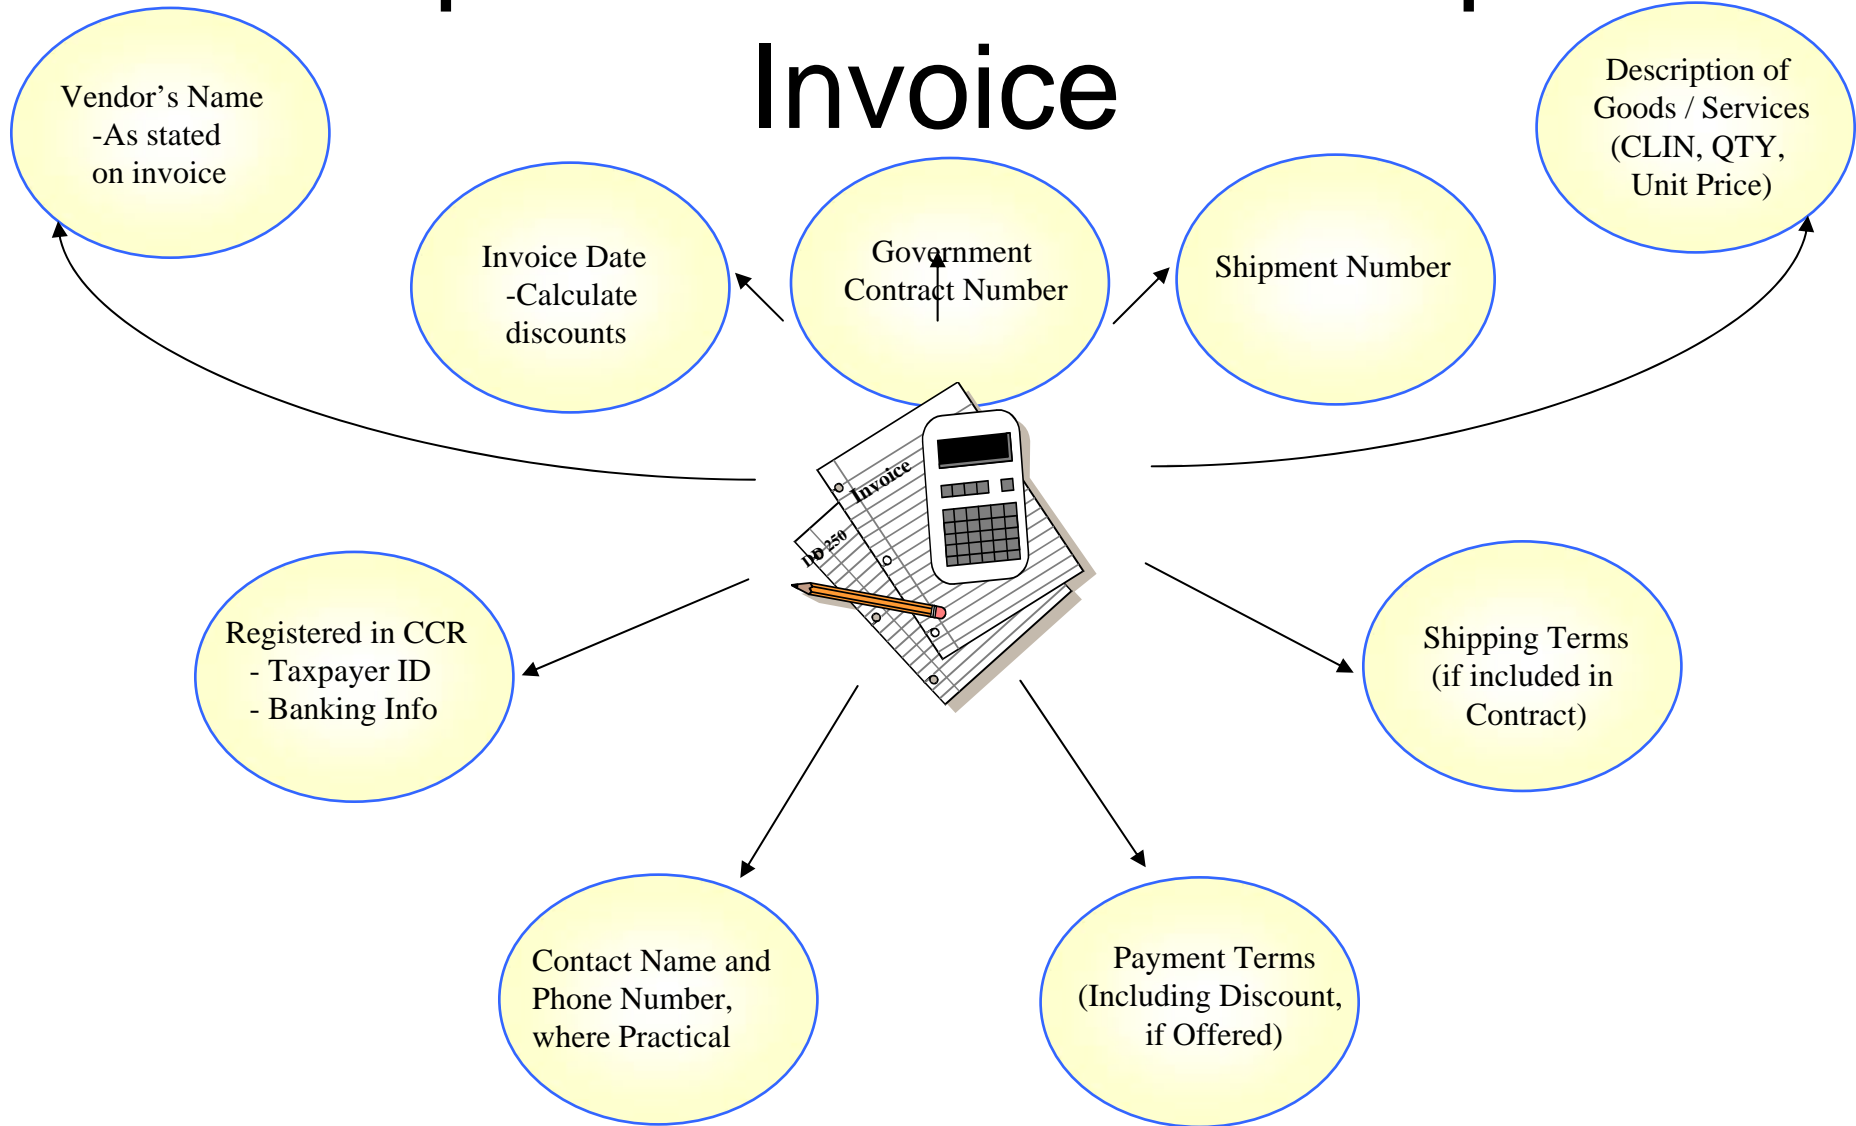 Invoice
Vendor’s Name
-As stated
on invoice
Invoice Date
-Calculate
discounts
Government
Contract Number
Shipment Number
Description of
Goods / Services
(CLIN, QTY,
Unit Price)
Invoice
DD 250
Registered in CCR
- Taxpayer ID
- Banking Info
Shipping Terms
(if included in
Contract)
Contact Name and
Phone Number,
where Practical
Payment Terms
(Including Discount,
if Offered)